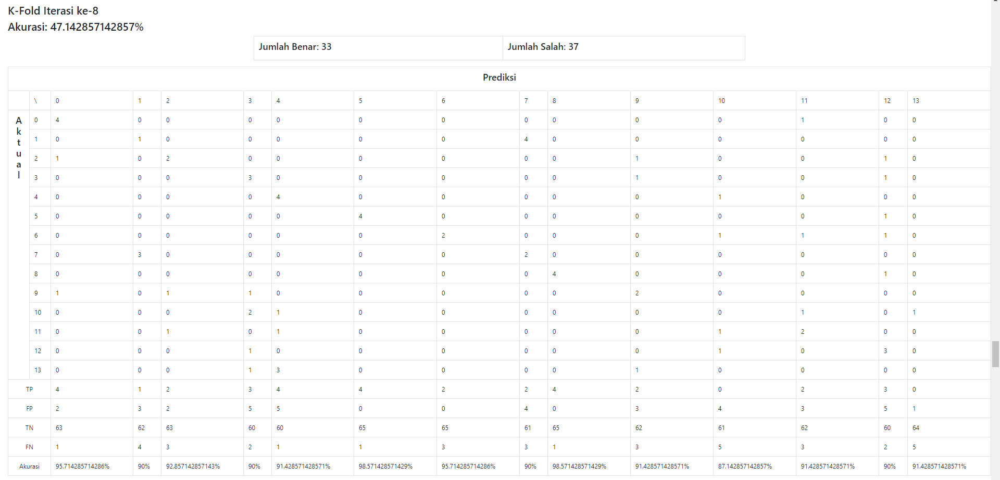 K-Fold Iterasi ke-8
Akurasi: 47.142857142857%
Jumlah Benar: 33 Jumlah Salah: 37
Prediksi
\ 0 1 2 3 4 5 6 7 8 9 10 11 12 13
Aktual
0 4 0 0 0 0 0 0 0 0 0 0 1 0 0
1 0 1 0 0 0 0 0 4 0 0 0 0 0 0
2 1 0 2 0 0 0 0 0 0 1 0 0 1 0
3 0 0 0 3 0 0 0 0 0 1 0 0 1 0
4 0 0 0 0 4 0 0 0 0 0 1 0 0 0
5 0 0 0 0 0 4 0 0 0 0 0 0 1 0
6 0 0 0 0 0 0 2 0 0 0 1 1 1 0
7 0 3 0 0 0 0 0 2 0 0 0 0 0 0
8 0 0 0 0 0 0 0 0 4 0 0 0 1 0
9 1 0 1 1 0 0 0 0 0 2 0 0 0 0
10 0 0 0 2 1 0 0 0 0 0 0 1 0 1
11 0 0 1 0 1 0 0 0 0 0 1 2 0 0
12 0 0 0 1 0 0 0 0 0 0 1 0 3 0
13 0 0 0 1 3 0 0 0 0 1 0 0 0 0
TP 4 1 2 3 4 4 2 2 4 2 0 2 3 0
FP 2 3 2 5 5 0 0 4 0 3 4 3 5 1
TN 63 62 63 60 60 65 65 61 65 62 61 62 60 64
FN 1 4 3 2 1 1 3 3 1 3 5 3 2 5
Akurasi 95.714285714286% 90% 92.857142857143% 90% 91.428571428571% 98.571428571429% 95.714285714286% 90% 98.571428571429% 91.428571428571% 87.142857142857% 91.428571428571% 90% 91.428571428571%